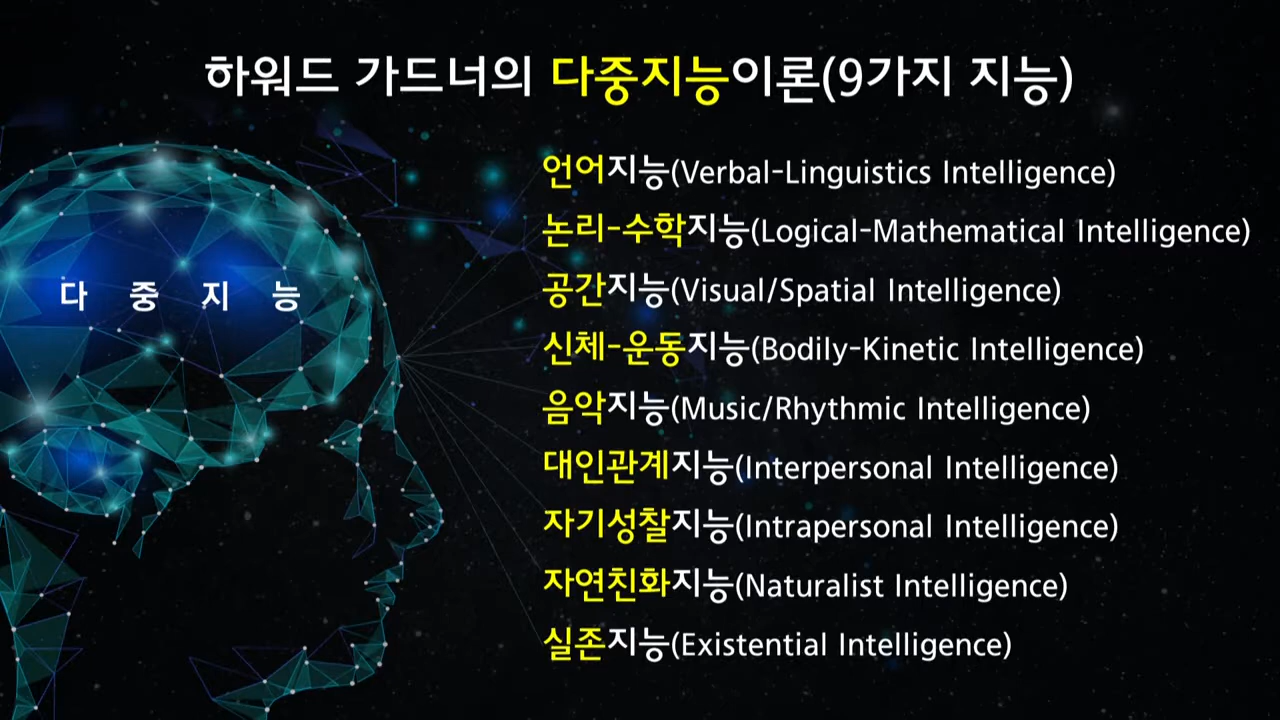 하워드 가드너의 다중지능이론(9가지 지능)
언어지능(Verbal-Linguistics Intelligence)
논리-수학지능(Logical-Mathematical Intelligence)
공간지능(Visual/Spatial Intelligence)
다 중 지 능
신체-운동지능(Bodily-Kinetic Intelligence)
음악지능(Music/Rhythmic Intelligence)
대인관계지능(Interpersonal Intelligence)
자기성찰지능(Intrapersonal Intelligence)
자연친화지능(Naturalist Intelligence)
실존지능(Existential Intelligence)